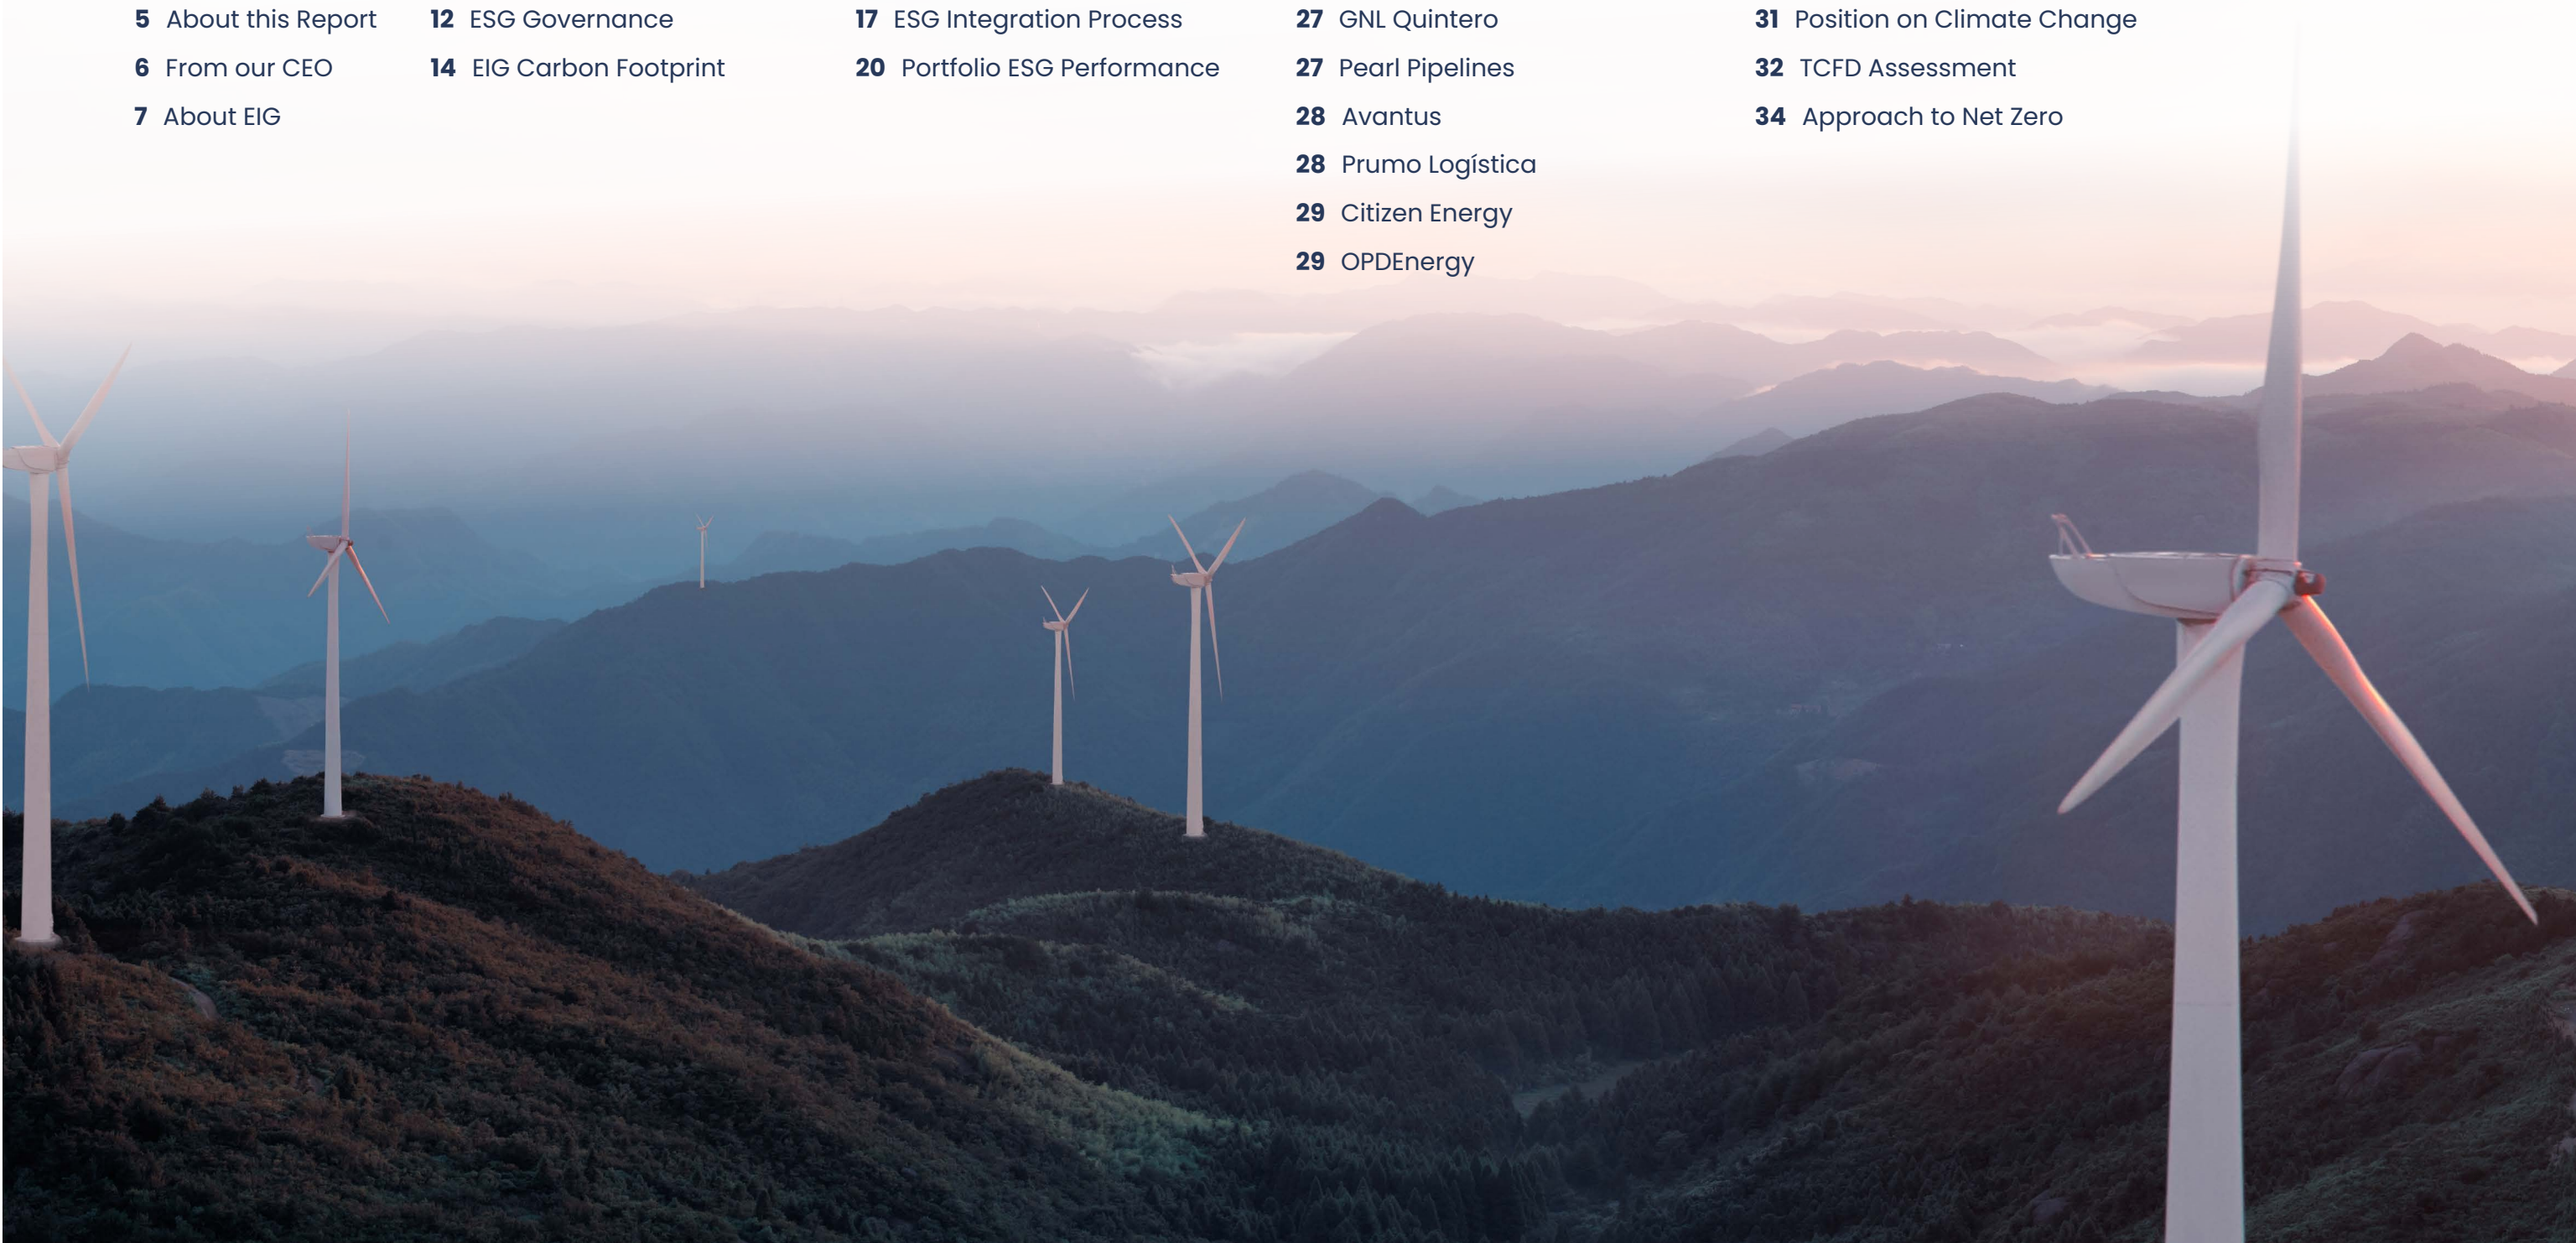 5 About this Report
6 From our CEO
7 About EIG
12 ESG Governance
14 EIG Carbon Footprint
17 ESG Integration Process
20 Portfolio ESG Performance
27 GNL Quintero
27 Pearl Pipelines
28 Avantus
28 Prumo Logística
29 Citizen Energy
29 OPDEnergy
31 Position on Climate Change
32 TCFD Assessment
34 Approach to Net Zero